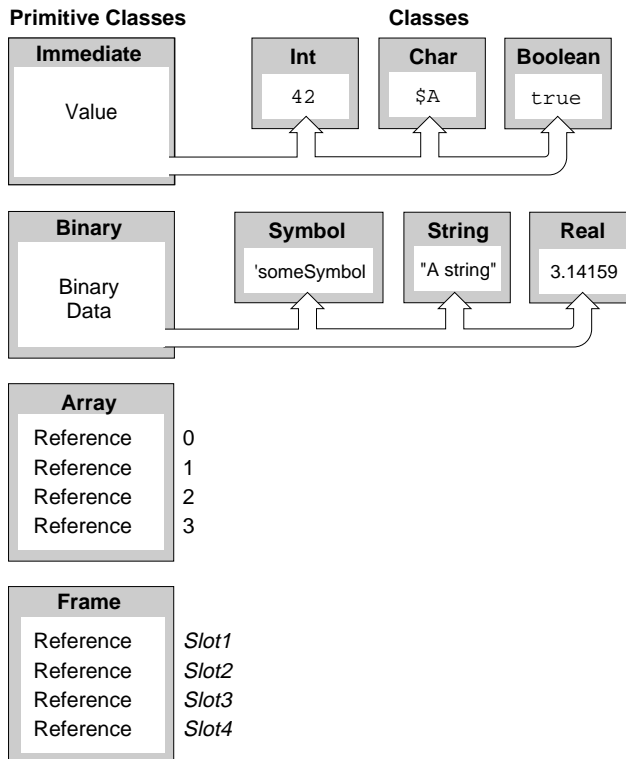 Primitive Classes Classes
Immediate Int Char Boolean
Value 42 $A true
Binary Symbol String Real
Binary
Data 'someSymbol "A string" 3.14159
Array
Reference 0
Reference 1
Reference 2
Reference 3
Frame
Reference Slot1
Reference Slot2
Reference Slot3
Reference Slot4